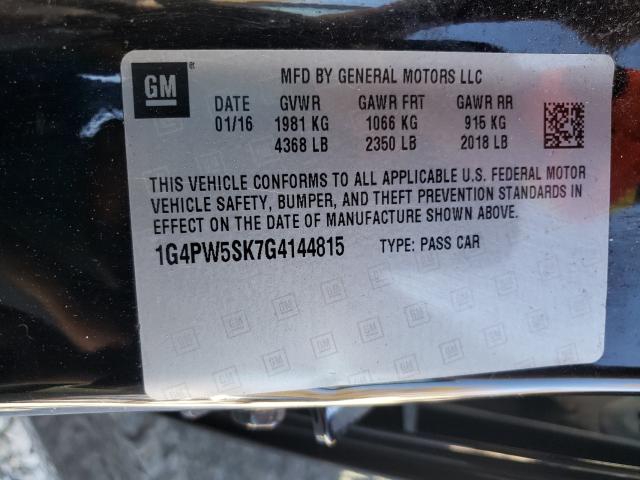 GM
MFD BY GENERAL MOTORS LLC
DATE GVWR GAWR FRT GAWR RR
01/16 1981 KG 1066 KG 915 KG
4368 LB 2350 LB 2018 LB
THIS VEHICLE CONFORMS TO ALL APPLICABLE U.S. FEDERAL MOTOR
VEHICLE SAFETY, BUMPER, AND THEFT PREVENTION STANDARDS IN
EFFECT ON THE DATE OF MANUFACTURE SHOWN ABOVE.
1G4PW5SK7G4144815 TYPE: PASS CAR